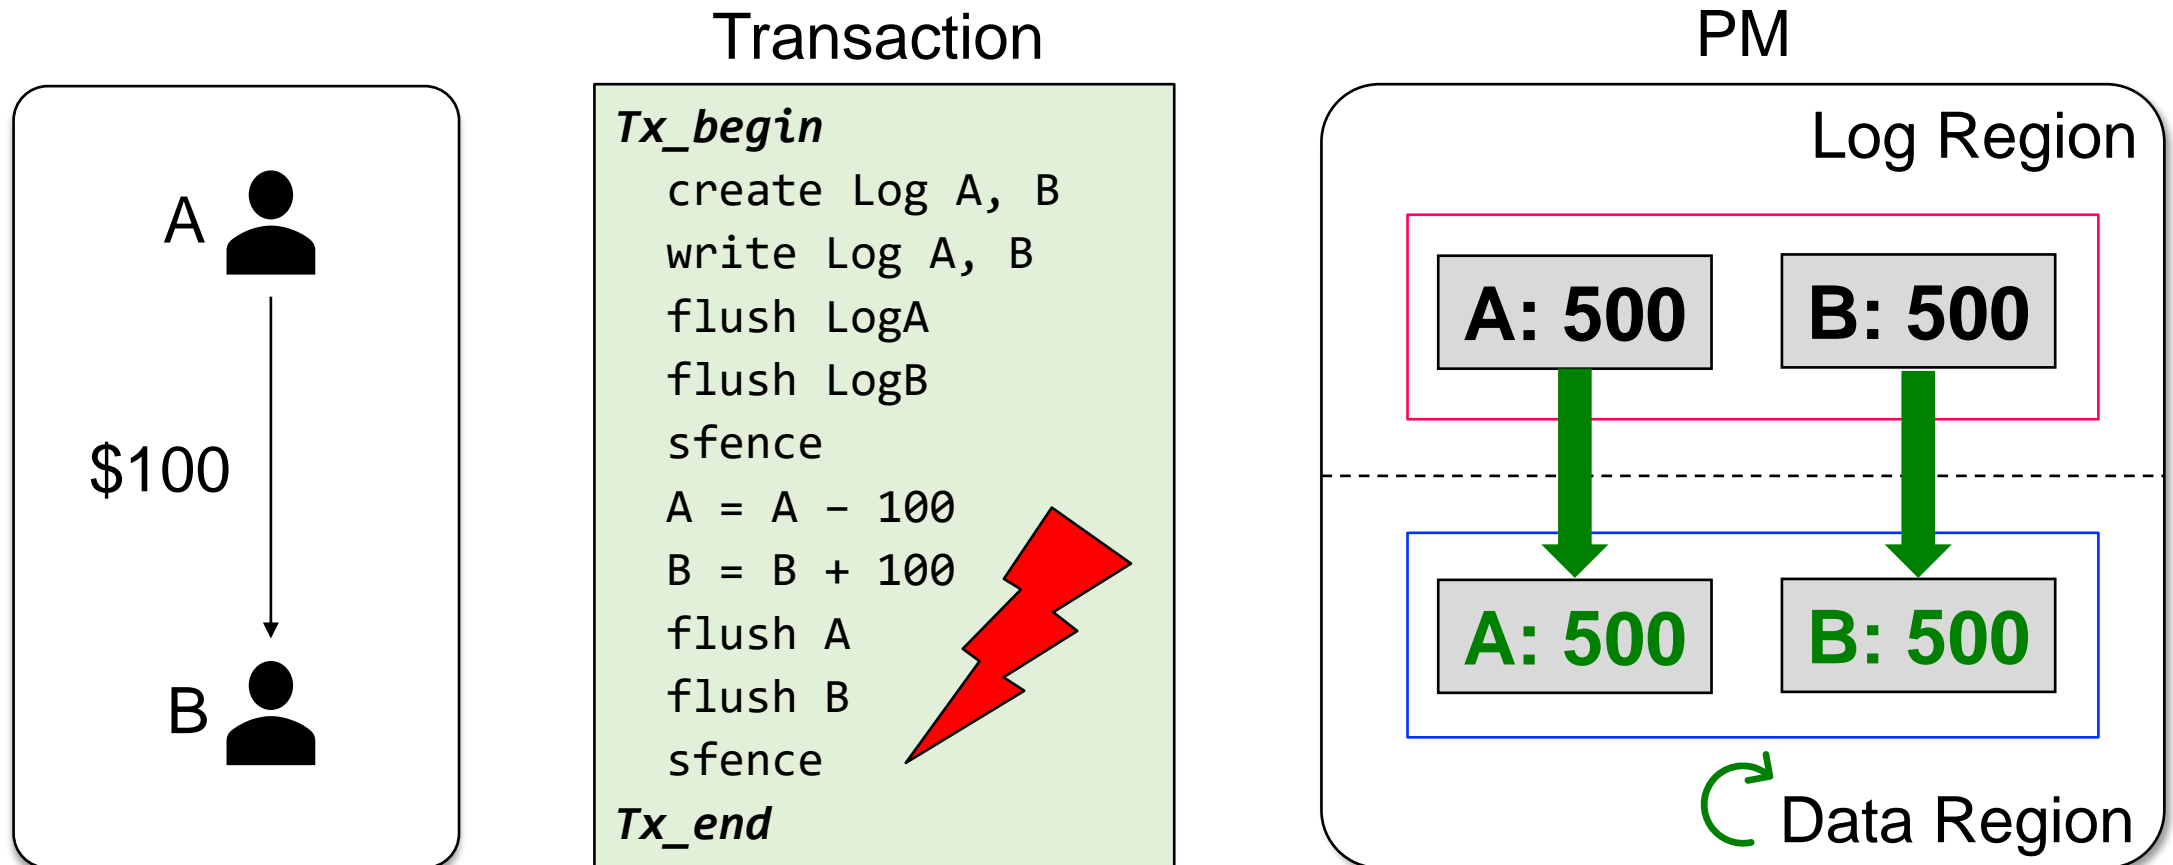 Transaction
PM
A
$100
B
Tx_begin
create Log A, B
write Log A, B
flush LogA
flush LogB
sfence
A = A – 100
B = B + 100
flush A
flush B
sfence
Tx_end
Log Region
A: 500 B: 500
A: 500 B: 500
Data Region